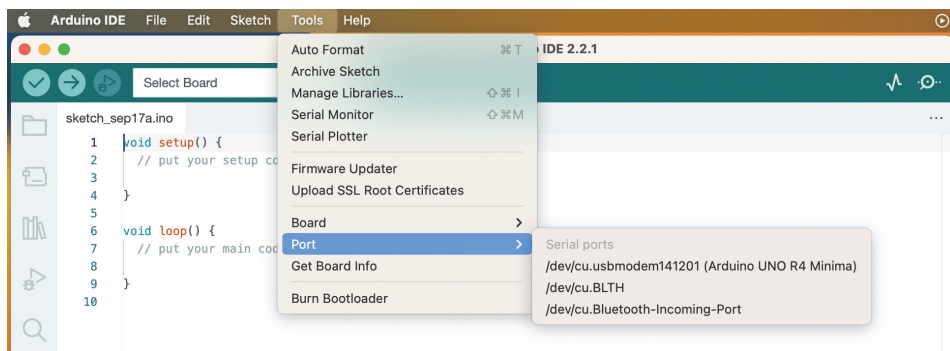 Arduino IDE File Edit Sketch Tools Help
IDE 2.2.1
Select Board
sketch_sep17a.ino
Auto Format ⌘ T
Archive Sketch
Manage Libraries... ⇧ ⌘ I
Serial Monitor ⇧ ⌘ M
Serial Plotter
Firmware Updater
Upload SSL Root Certificates
Board
Port
Get Board Info
Burn Bootloader
Serial ports
/dev/cu.usbmodem141201 (Arduino UNO R4 Minima)
/dev/cu.BLTH
/dev/cu.Bluetooth-Incoming-Port
1 void setup() {
2 // put your setup co
3
4 }
5
6 void loop() {
7 // put your main cod
8
9 }
10